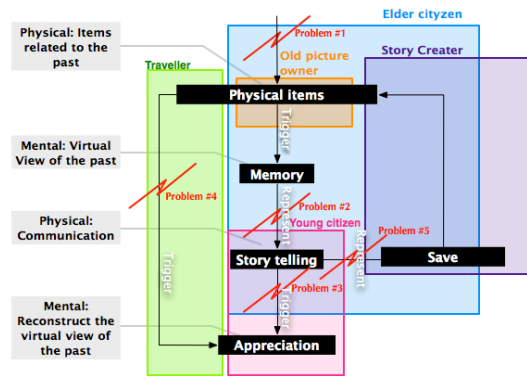 Elder cityzen
Problem #1
Physical: Items
related to the
past
Story Creater
Old picture
owner
Traveller
Physical items
Trigger
Mental: Virtual
View of the past
Memory
Problem #4
Represent
Problem #2
Physical:
Communication
Young citizen
Problem #5
Story telling
Represent
Save
Trigger
Trigger
Problem #3
Mental:
Reconstruct the
virtual view of
the past
Appreciation